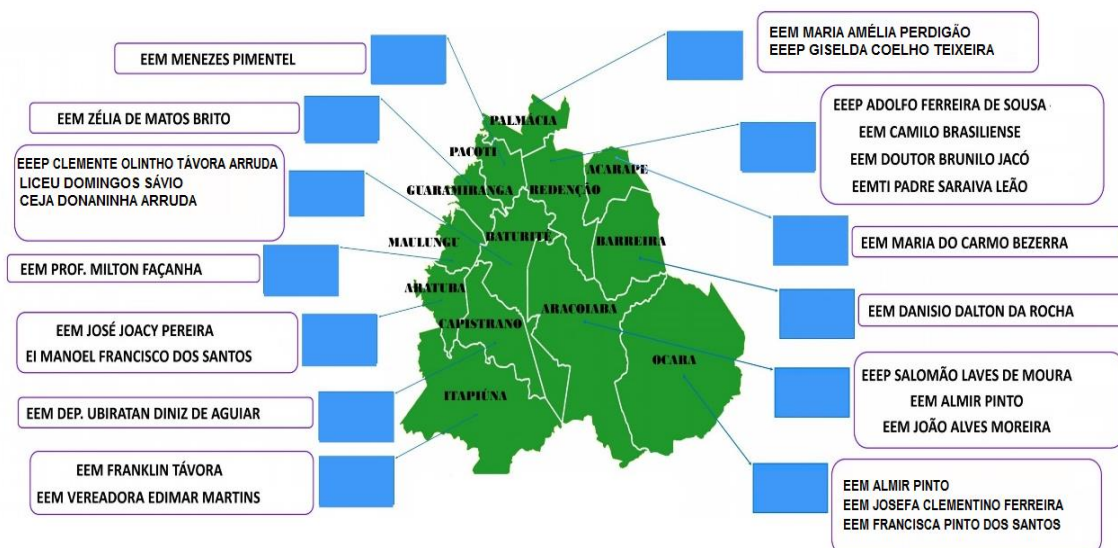 EEM MENEZES PIMENTEL
EEM ZÉLIA DE MATOS BRITO
EEEP CLEMENTE OLINTHO TÁVORA ARRUDA
LICEU DOMINGOS SÁVIO
CEJA DONANINHA ARRUDA
EEM PROF. MILTON FAÇANHA
EEM JOSÉ JOACY PEREIRA
EI MANOEL FRANCISCO DOS SANTOS
EEM DEP. UBIRATAN DINIZ DE AGUIAR
EEM FRANKLIN TÁVORA
EEM VEREADORA EDIMAR MARTINS
PALMÁCIA
PACOTI
ACARAPE
GUARAMIRANGA
REDENÇÃO
BATURITÉ
MAULUNGU
BARREIRA
ARATUBA
ARACOIABA
CAPISTRANO
OCARA
ITAPIÚNA
EEM MARIA AMÉLIA PERDIGÃO
EEEP GISELDA COELHO TEIXEIRA
EEEP ADOLFO FERREIRA DE SOUSA
EEM CAMILO BRASILIENSE
EEM DOUTOR BRUNILO JACÓ
EEMTI PADRE SARAIVA LEÃO
EEM MARIA DO CARMO BEZERRA
EEM DANISIO DALTON DA ROCHA
EEEP SALOMÃO LAVES DE MOURA
EEM ALMIR PINTO
EEM JOÃO ALVES MOREIRA
EEM ALMIR PINTO
EEM JOSEFA CLEMENTINO FERREIRA
EEM FRANCISCA PINTO DOS SANTOS